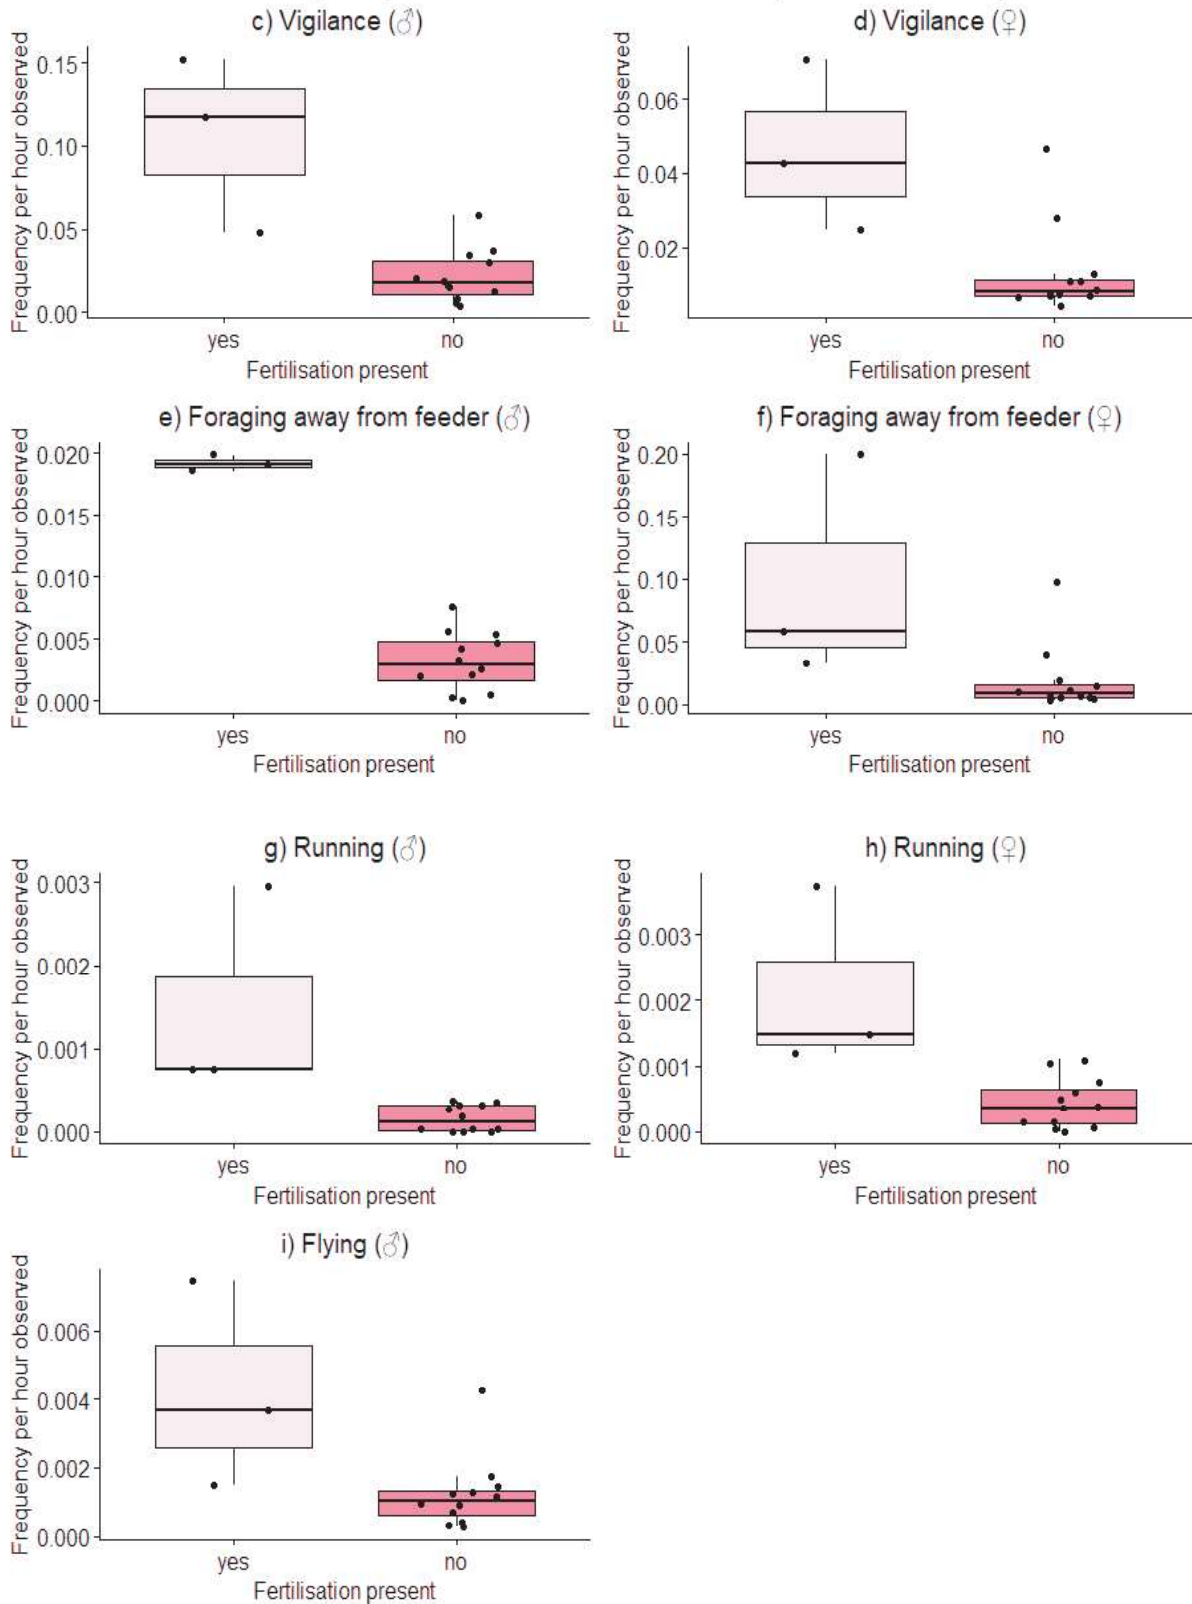 c) Vigilance (♂)
Frequency per hour observed
0.15
0.10
0.05
0.00
yes no
Fertilisation present
d) Vigilance (♀)
Frequency per hour observed
0.06
0.04
0.02
yes no
Fertilisation present
e) Foraging away from feeder (♂)
Frequency per hour observed
0.020
0.015
0.010
0.005
0.000
yes no
Fertilisation present
f) Foraging away from feeder (♀)
Frequency per hour observed
0.20
0.15
0.10
0.05
0.00
yes no
Fertilisation present
g) Running (♂)
Frequency per hour observed
0.003
0.002
0.001
0.000
yes no
Fertilisation present
h) Running (♀)
Frequency per hour observed
0.003
0.002
0.001
0.000
yes no
Fertilisation present
i) Flying (♂)
Frequency per hour observed
0.006
0.004
0.002
0.000
yes no
Fertilisation present